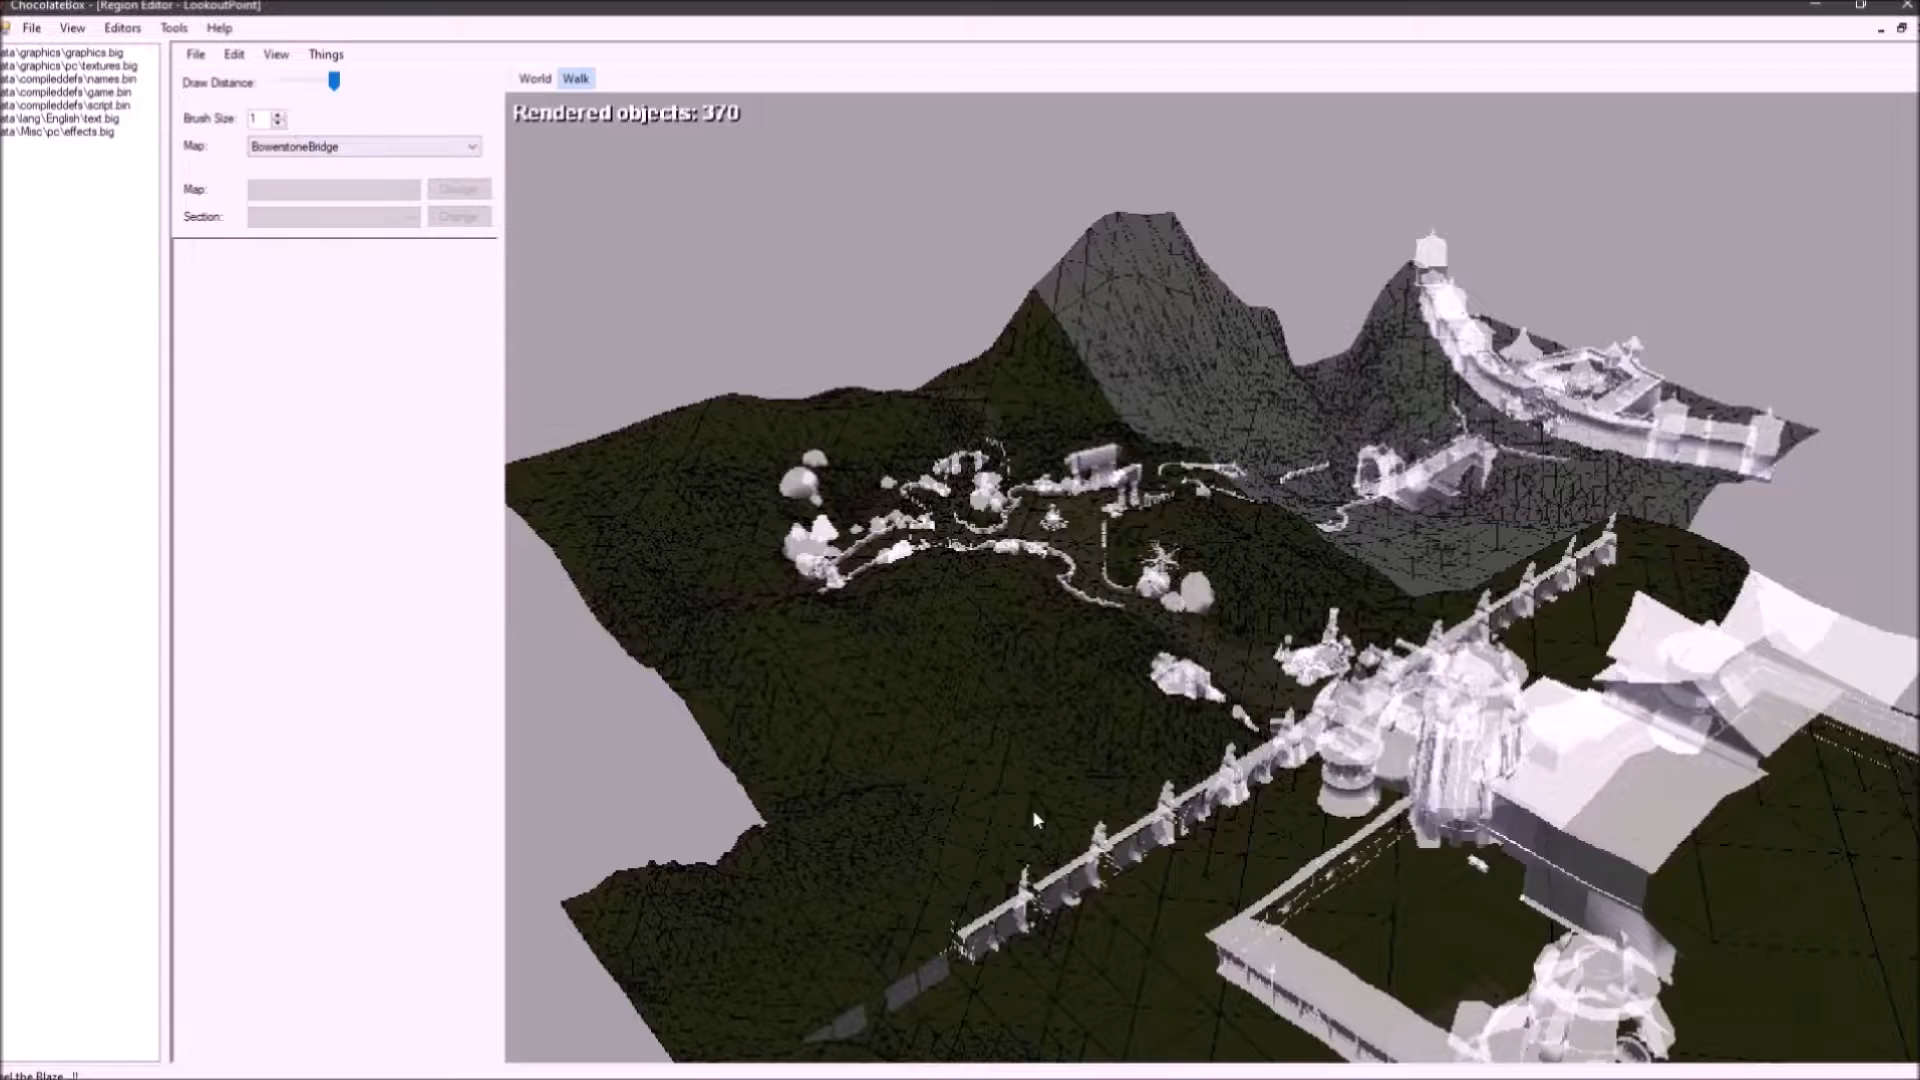 ChocolateBox - [Region Editor - LookoutPoint]
File View Editors Tools Help
ata\graphics\graphics.big
ata\graphics\pc\textures.big
ata\compileddefs\names.bin
ata\compileddefs\game.bin
ata\compileddefs\script.bin
ata\lang\English\text.big
ata\Misc\pc\effects.big
File Edit View Things
Draw Distance:
Brush Size: 1
Map: BowerstoneBridge
Map: Change
Section: Change
World Walk
Rendered objects: 370
el the Blaze...!!